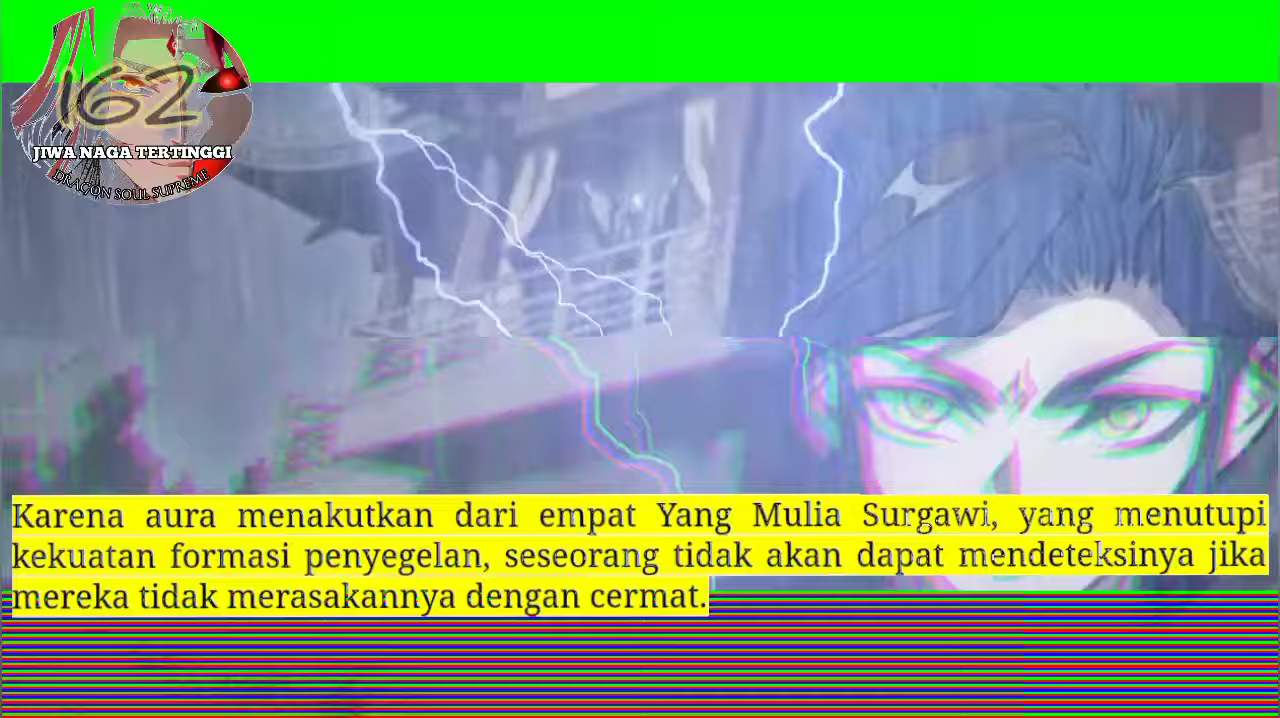 162
JIWA NAGA TERTINGGI
DRAGON SOUL SUPREME
Karena aura menakutkan dari empat Yang Mulia Surgawi, yang menutupi
kekuatan formasi penyegelan, seseorang tidak akan dapat mendeteksinya jika
mereka tidak merasakannya dengan cermat.